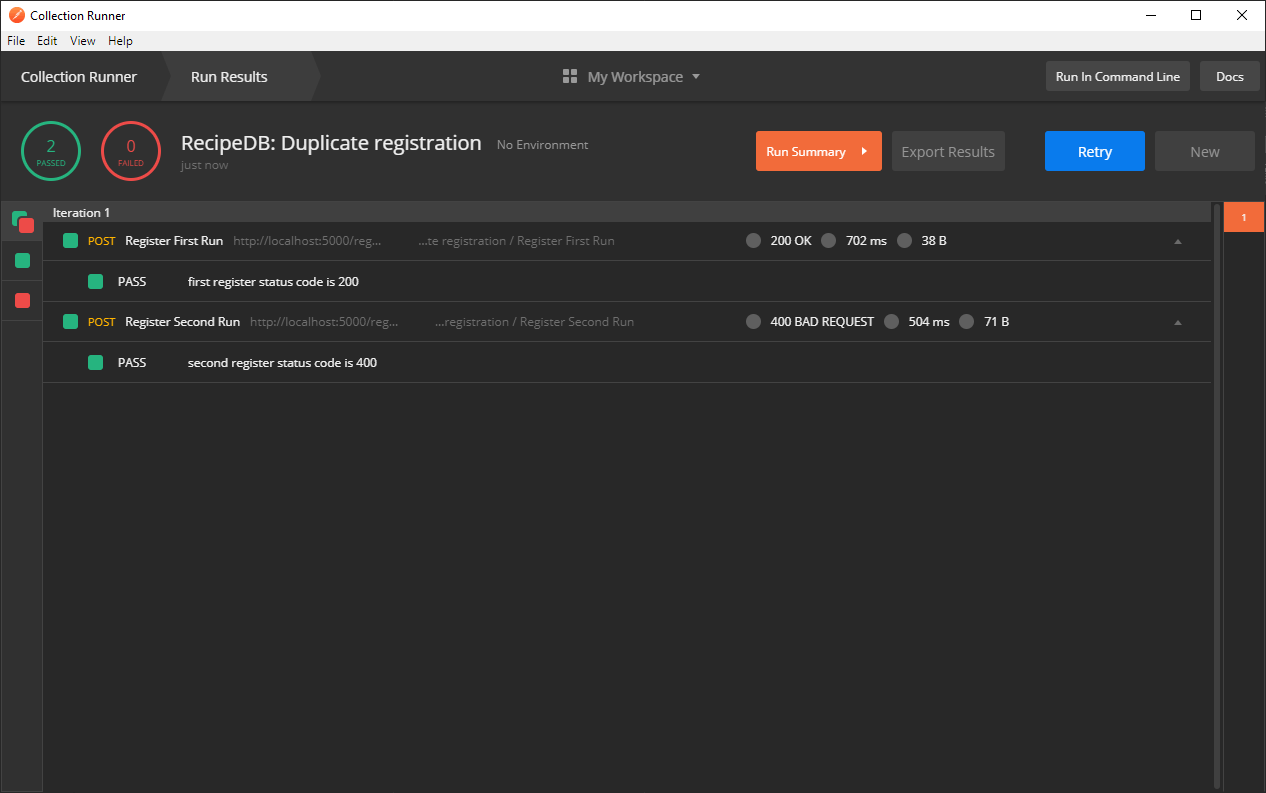 Collection Runner
File Edit View Help
Collection Runner Run Results My Workspace Run In Command Line Docs
2 PASSED 0 FAILED RecipeDB: Duplicate registration No Environment Run Summary Export Results Retry New
just now
Iteration 1 1
POST Register First Run http://localhost:5000/reg... ...te registration / Register First Run 200 OK 702 ms 38 B
PASS first register status code is 200
POST Register Second Run http://localhost:5000/reg... ...registration / Register Second Run 400 BAD REQUEST 504 ms 71 B
PASS second register status code is 400